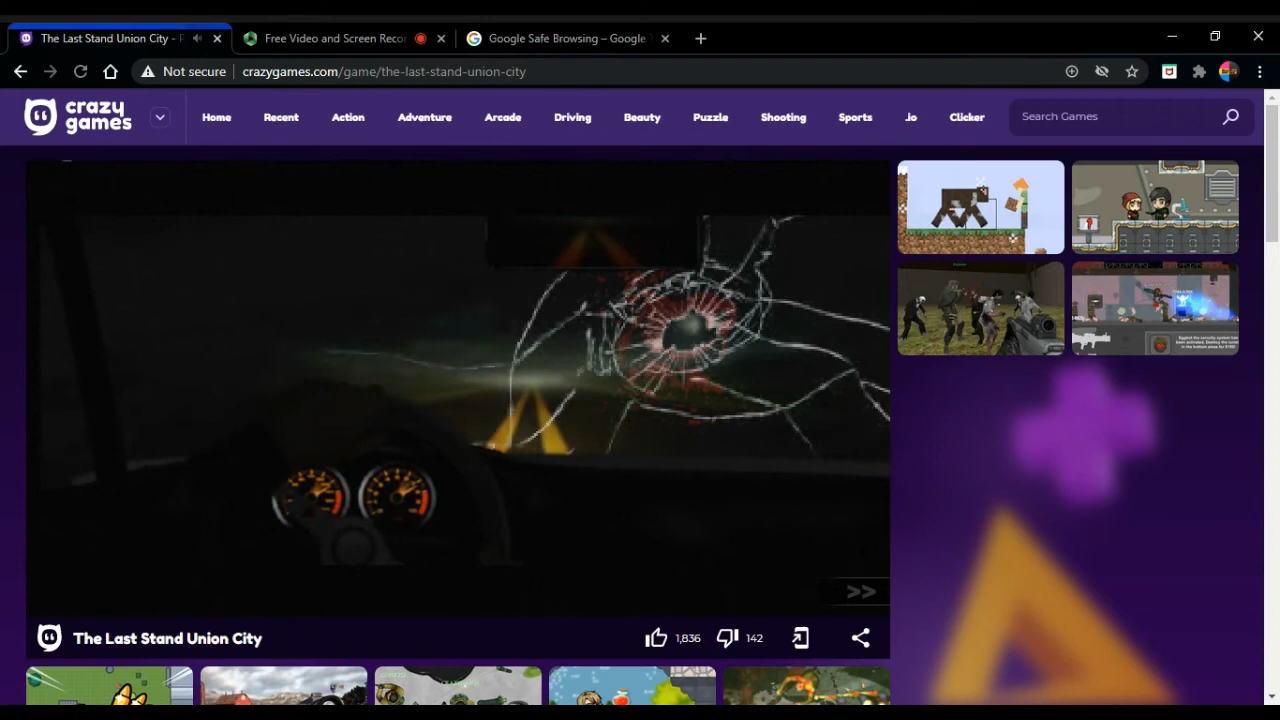 The Last Stand Union City - F
Free Video and Screen Recor
Google Safe Browsing – Google
Not secure
crazygames.com/game/the-last-stand-union-city
crazy
games
Home
Recent
Action
Adventure
Arcade
Driving
Beauty
Puzzle
Shooting
Sports
.io
Clicker
Search Games
>>
The Last Stand Union City
1,836
142